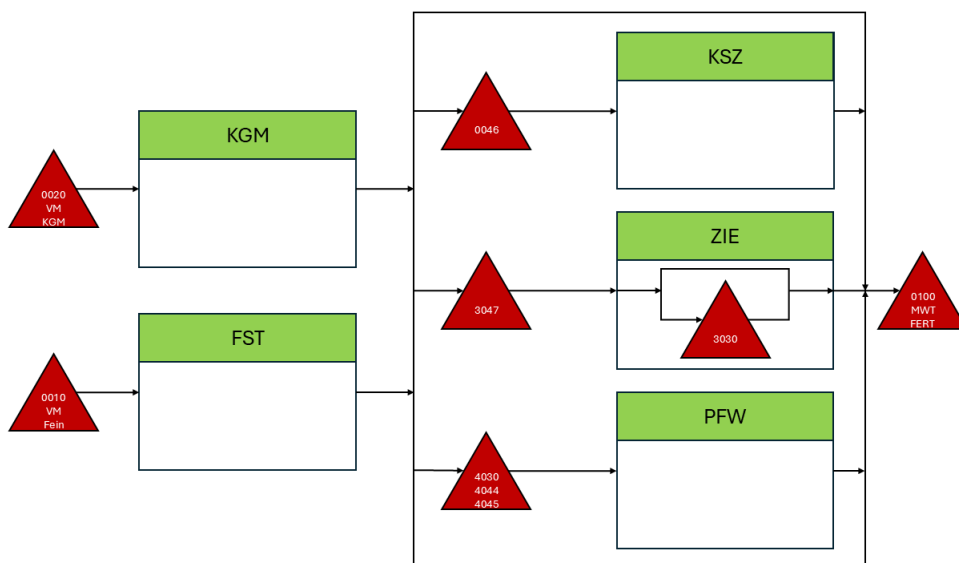 KSZ
0046
KGM
0020
VM
KGM
ZIE
3047
3030
0100
MWT
FERT
FST
0010
VM
Fein
PFW
4030
4044
4045